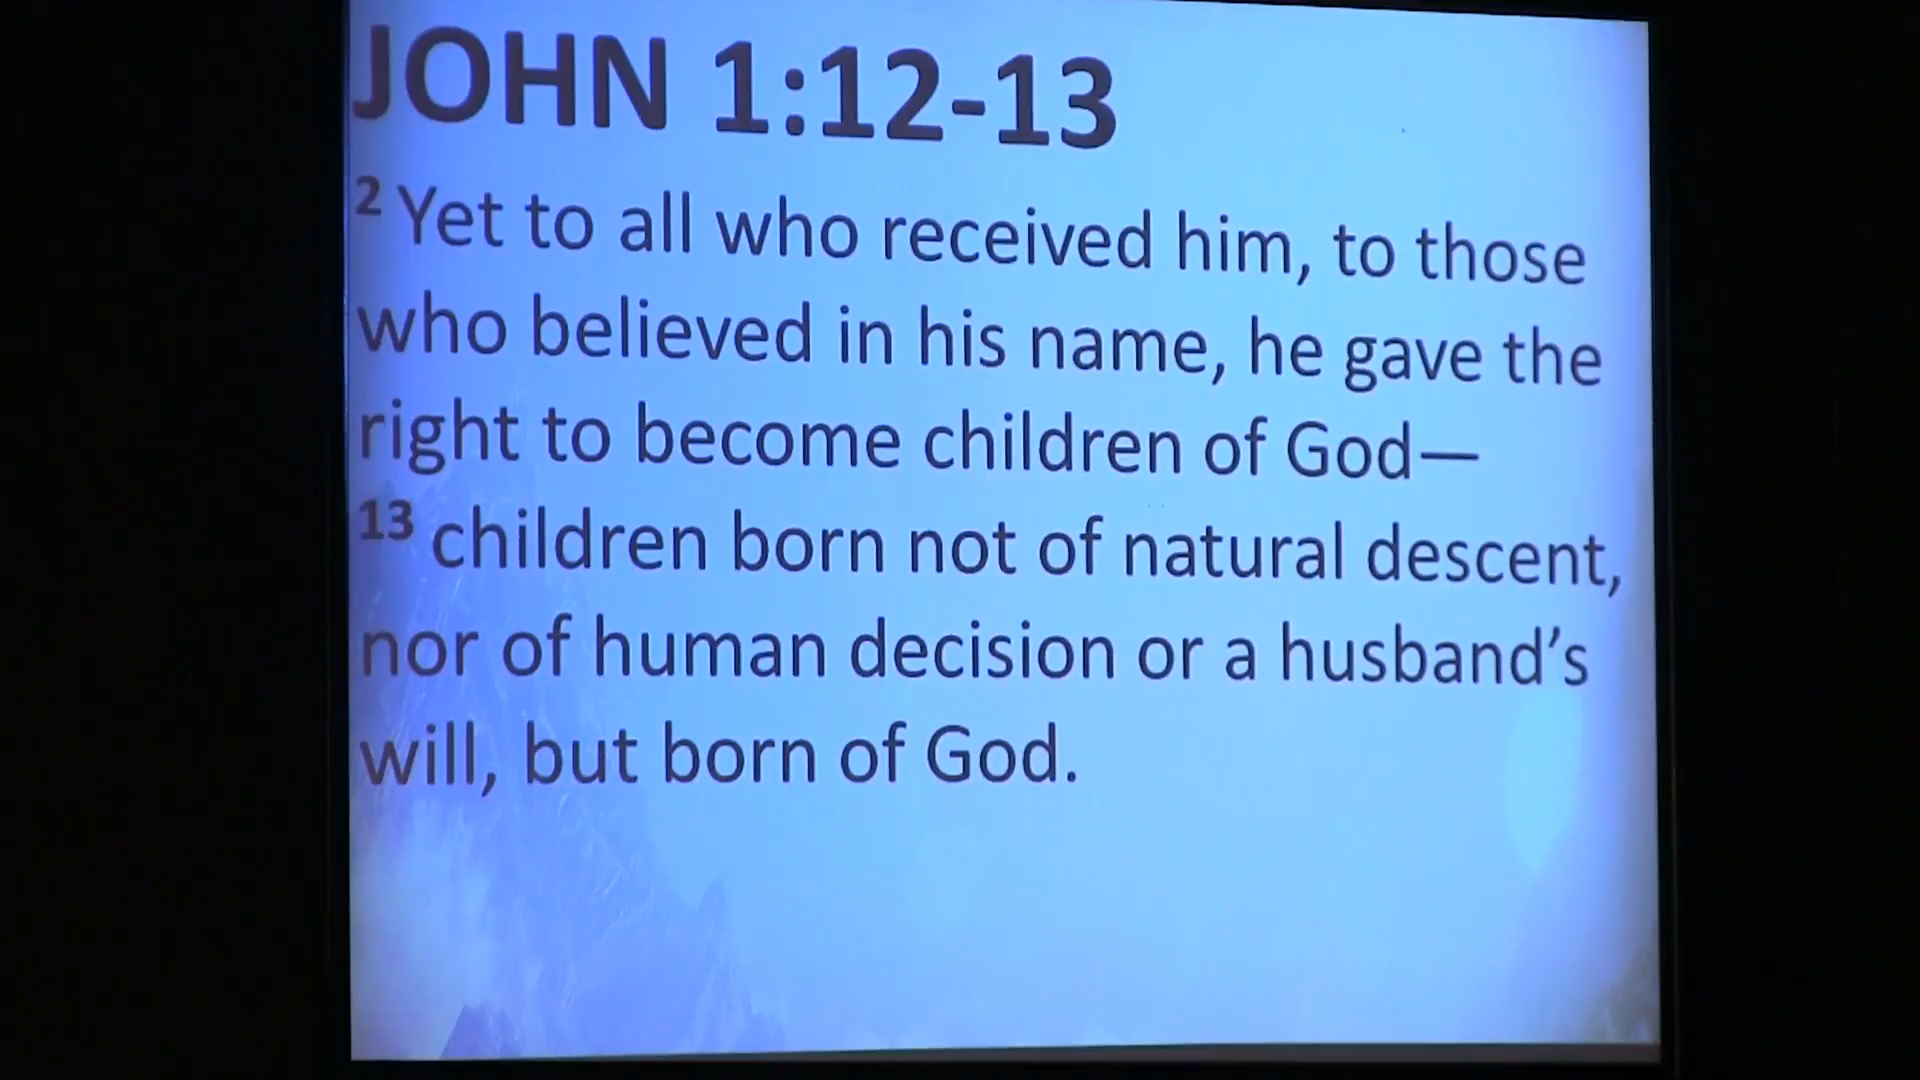 JOHN 1:12-13
2 Yet to all who received him, to those
who believed in his name, he gave the
right to become children of God—
13 children born not of natural descent,
nor of human decision or a husband’s
will, but born of God.